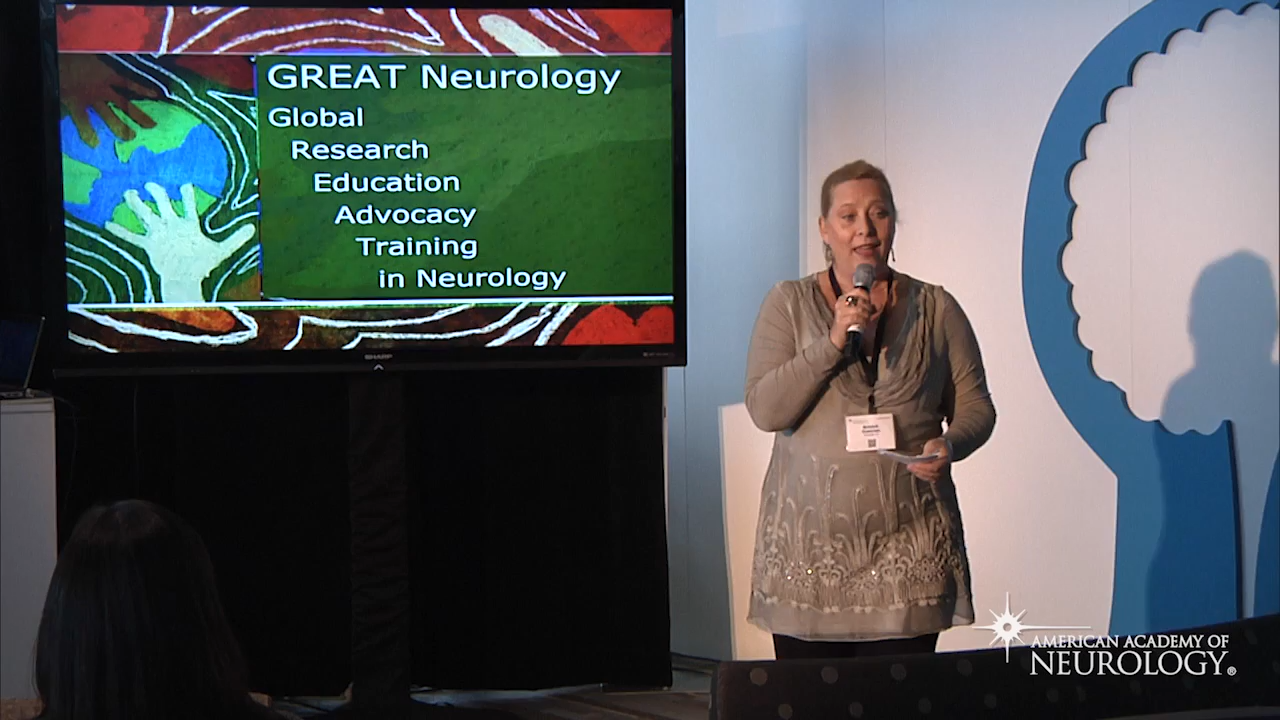 GREAT Neurology
Global
Research
Education
Advocacy
Training
in Neurology
SHARP
AMERICAN ACADEMY OF
NEUROLOGY®